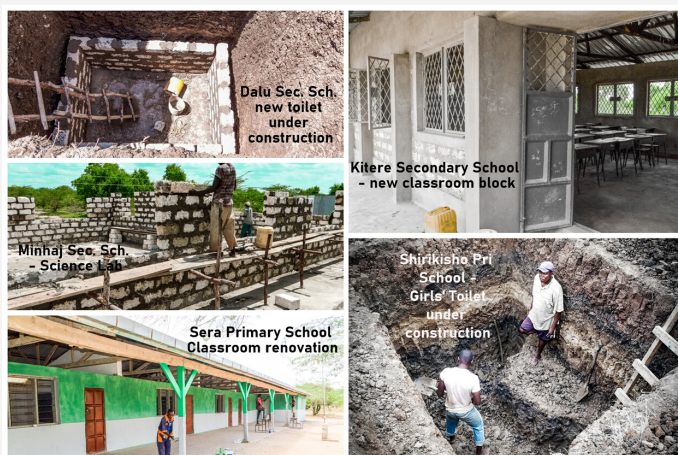 Dalu Sec. Sch.
new toilet
under
construction
Kitere Secondary School
- new classroom block
Minhaj Sec. Sch.
- Science Lab
Shirikisho Pri
School -
Girls' Toilet
under
construction
Sera Primary School
Classroom renovation